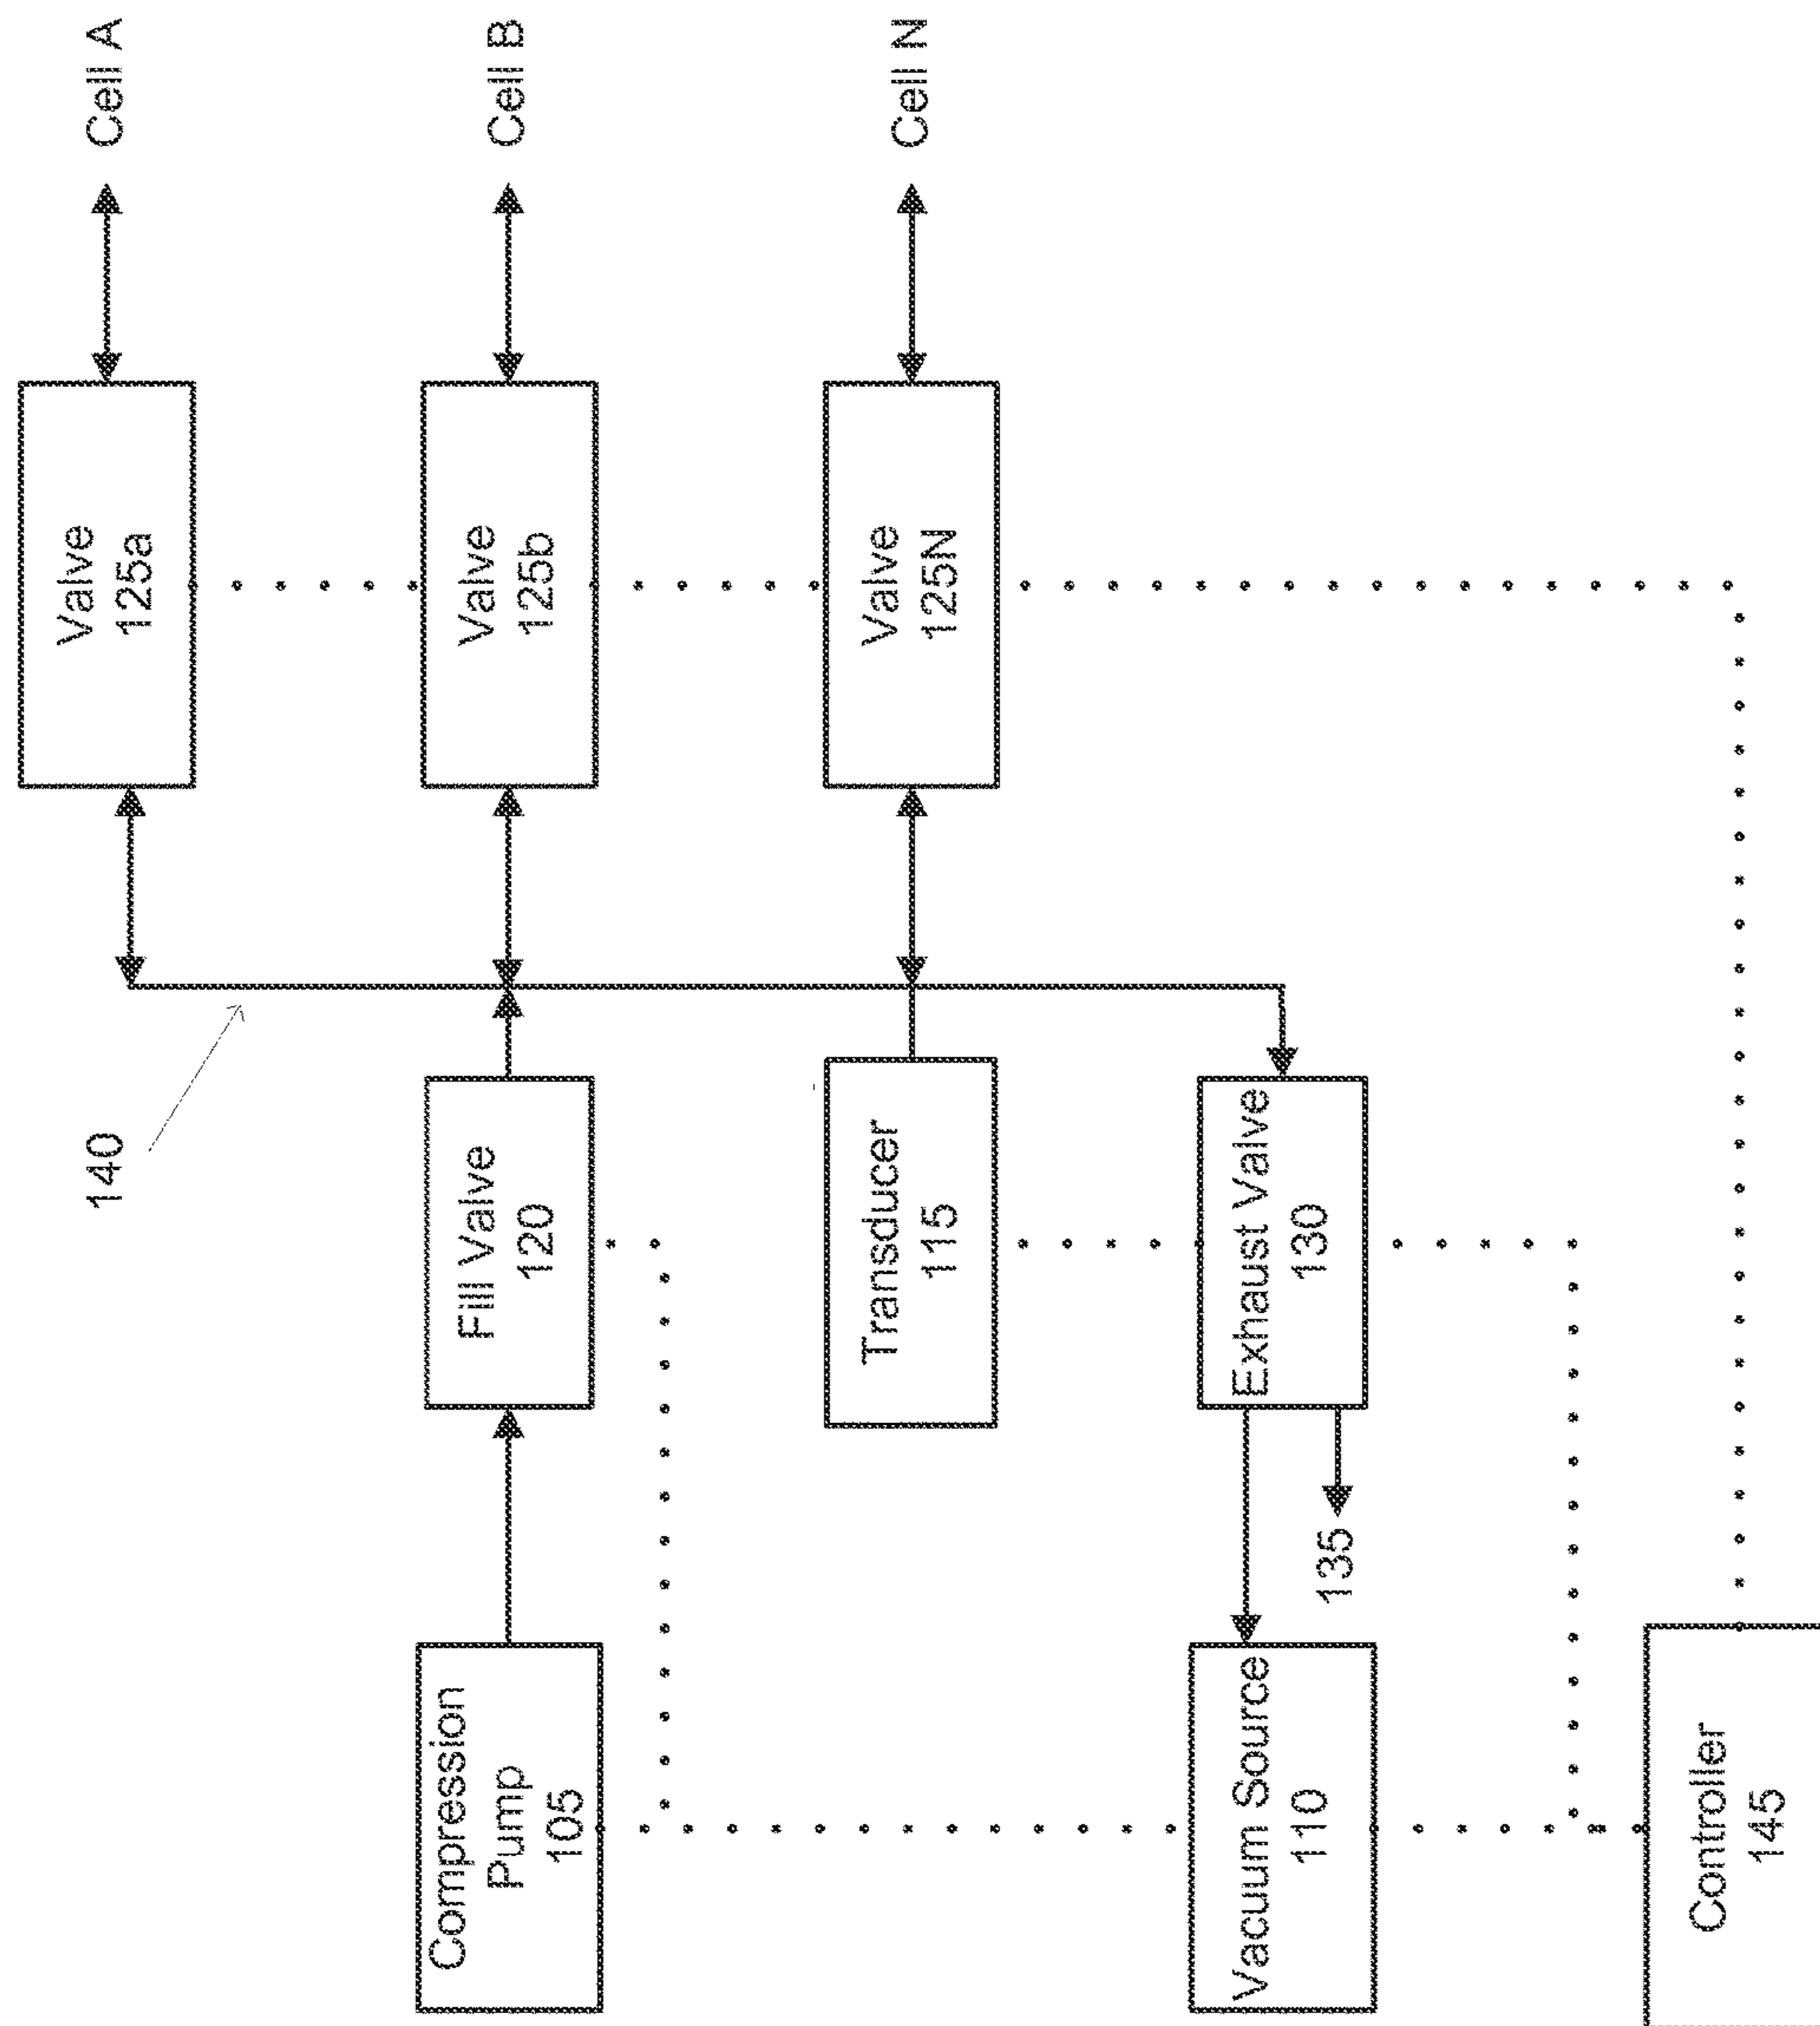 Compression
Pump
105
Fill Valve
120
140
Valve
125a
Cell A
Valve
125b
Cell B
Transducer
115
Valve
125N
Cell N
Vacuum Source
110
135
Exhaust Valve
130
Controller
145